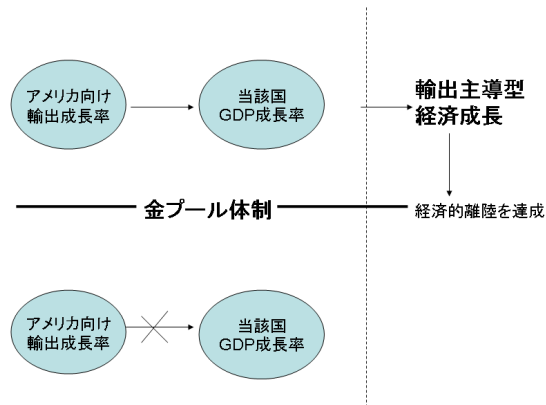 アメリカ向け
輸出成長率
当該国
GDP成長率
輸出主導型
経済成長
金プール体制
経済的離陸を達成
アメリカ向け
輸出成長率
当該国
GDP成長率